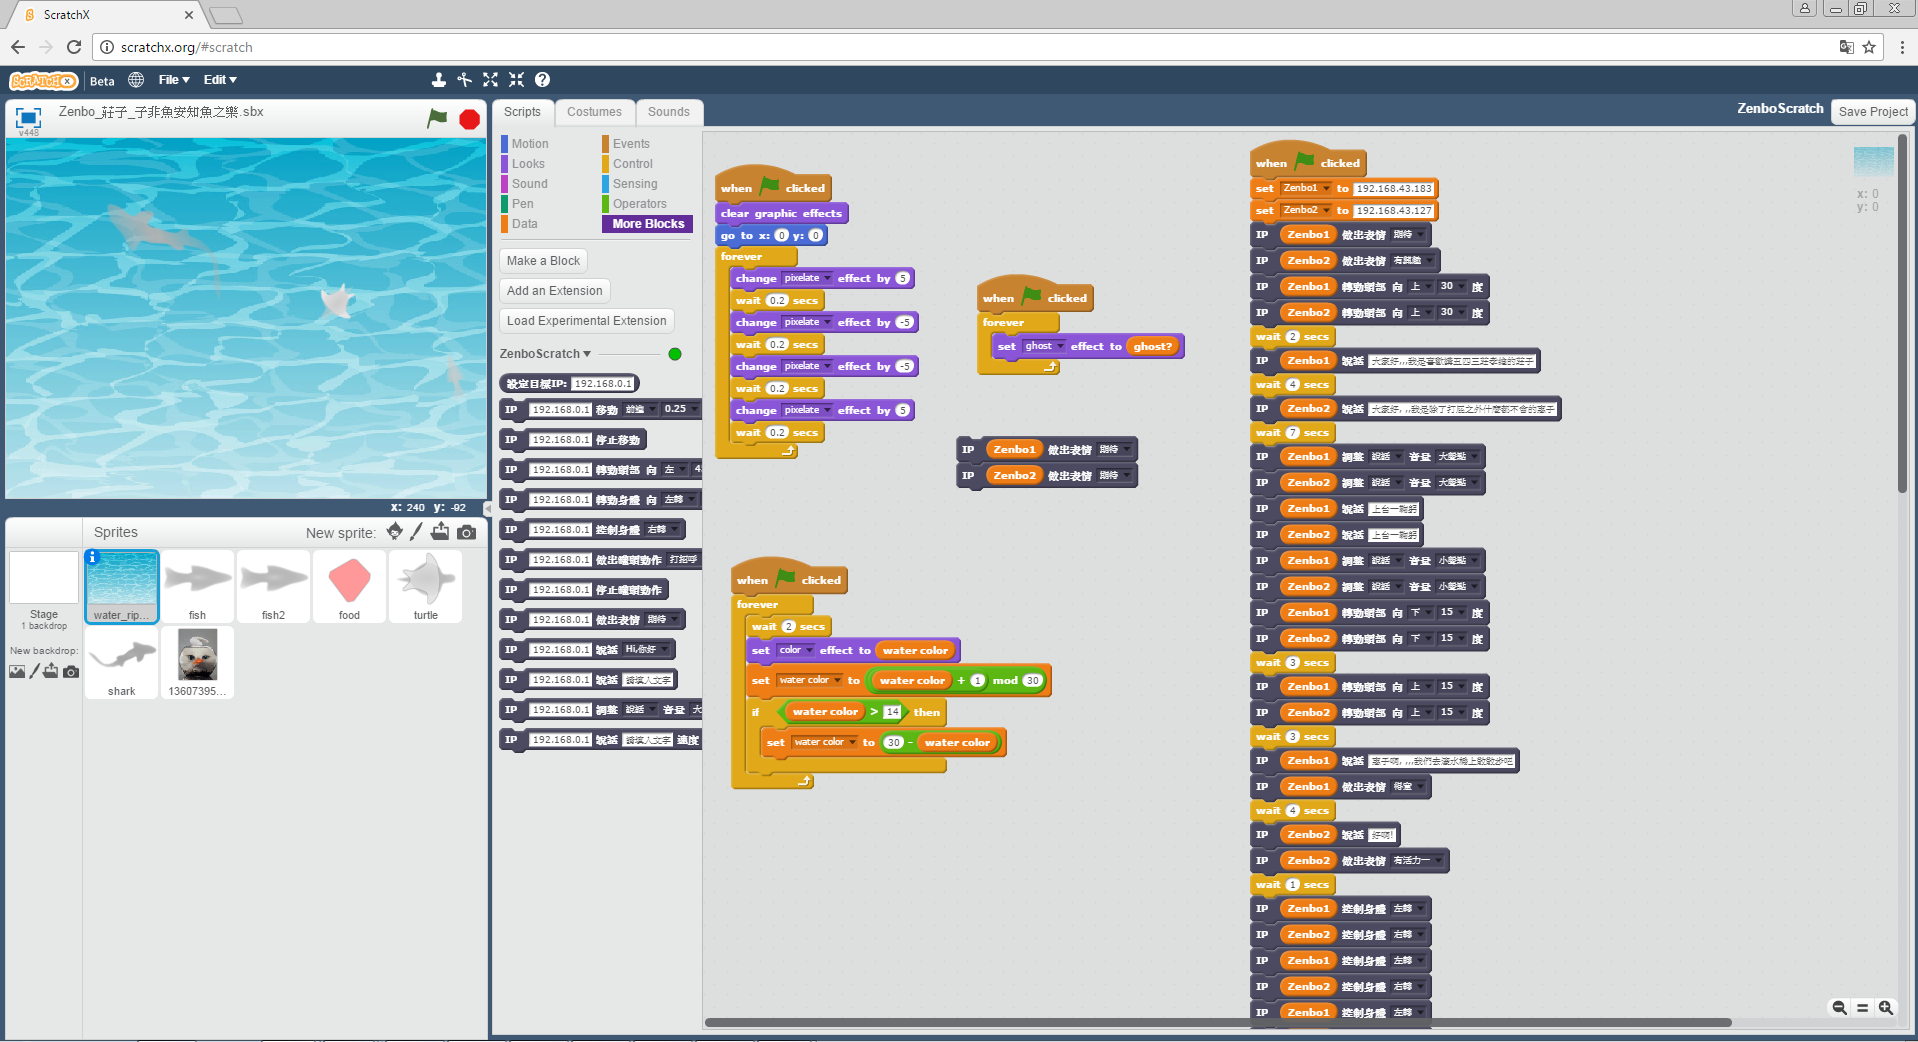 ScratchX
scratchx.org/#scratch
SCRATCHX Beta File Edit
Zenbo_莊子_子非魚安知魚之樂.sbx
v448
Scripts Costumes Sounds
ZenboScratch
Save Project
Motion Events
Looks Control
Sound Sensing
Pen Operators
Data More Blocks
Make a Block
Add an Extension
Load Experimental Extension
ZenboScratch
設定目標IP: 192.168.0.1
IP 192.168.0.1 移動 前進 0.25
IP 192.168.0.1 停止移動
IP 192.168.0.1 轉動頭部 向 左 4
IP 192.168.0.1 轉動身體 向 左轉
IP 192.168.0.1 控制身體 右轉
IP 192.168.0.1 做出確頭動作 打招呼
IP 192.168.0.1 停止確頭動作
IP 192.168.0.1 做出表情 期待
IP 192.168.0.1 說話 Hi,你好
IP 192.168.0.1 說話 請填入文字
IP 192.168.0.1 調整 說話 音量 大
IP 192.168.0.1 說話 請填入文字 速度
x: 240 y: -92
Sprites New sprite:
Stage
1 backdrop
New backdrop:
water_rip...
fish
fish2
food
turtle
shark
13607395...
when clicked
clear graphic effects
go to x: 0 y: 0
forever
change pixelate effect by 5
wait 0.2 secs
change pixelate effect by -5
wait 0.2 secs
change pixelate effect by -5
wait 0.2 secs
change pixelate effect by 5
wait 0.2 secs
when clicked
forever
set ghost effect to ghost?
IP Zenbo1 做出表情 期待
IP Zenbo2 做出表情 期待
when clicked
forever
wait 2 secs
set color effect to water color
set water color to water color + 1 mod 30
if water color > 14 then
set water color to 30 - water color
when clicked
set Zenbo1 to 192.168.43.183
set Zenbo2 to 192.168.43.127
IP Zenbo1 做出表情 期待
IP Zenbo2 做出表情 有興趣
IP Zenbo1 轉動頭部 向 上 30 度
IP Zenbo2 轉動頭部 向 上 30 度
wait 2 secs
IP Zenbo1 說話
wait 4 secs
IP Zenbo2 說話 大家好,,,我是除了打屁之外什麼都不會的惠子
wait 7 secs
IP Zenbo1 調整 說話 音量 大聲點
IP Zenbo2 調整 說話 音量 大聲點
IP Zenbo1 說話 上台一鞠躬
IP Zenbo2 說話 上台一鞠躬
IP Zenbo1 調整 說話 音量 小聲點
IP Zenbo2 調整 說話 音量 小聲點
IP Zenbo1 轉動頭部 向 下 15 度
IP Zenbo2 轉動頭部 向 下 15 度
wait 3 secs
IP Zenbo1 轉動頭部 向 上 15 度
IP Zenbo2 轉動頭部 向 上 15 度
wait 3 secs
IP Zenbo1 說話 惠子啊,,,,我們去濠水橋上散散步吧
IP Zenbo1 做出表情 得意
wait 4 secs
IP Zenbo2 說話 好啊!
IP Zenbo2 做出表情 有活力一
wait 1 secs
IP Zenbo1 控制身體 左轉
IP Zenbo2 控制身體 右轉
IP Zenbo1 控制身體 左轉
IP Zenbo2 控制身體 右轉
IP Zenbo1 控制身體 左轉
x: 0
y: 0